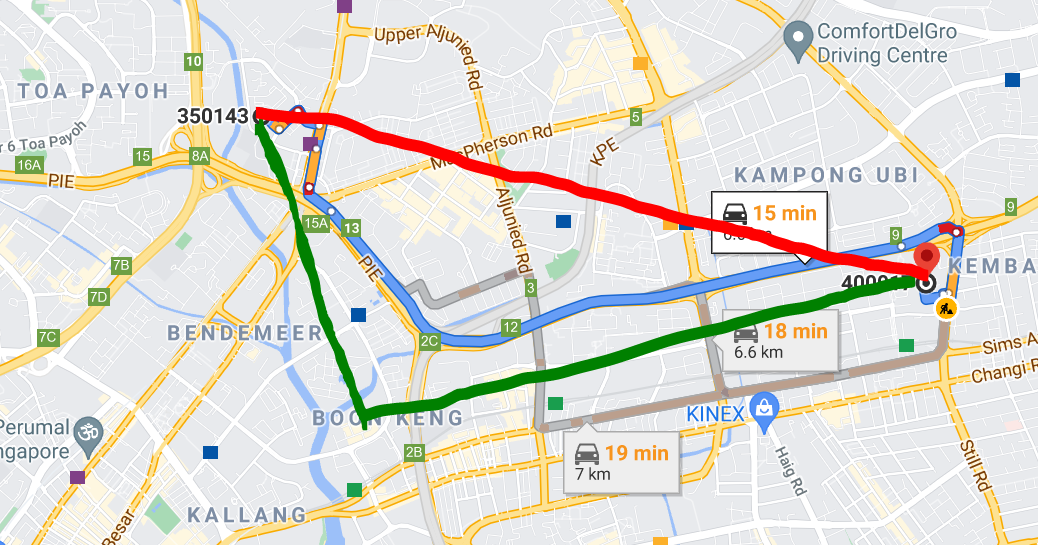 ComfortDelGro
Driving Centre
Upper Aljunied Rd
10
TOA PAYOH
350143
5
r 6 Toa Payoh
MacPherson Rd
KPE
15
8A
16A
PIE
KAMPONG UBI
Aljunied Rd
15 min
9
15A
13
9
PIE
7B
KEMBA
7D
3
12
BENDEMEER
18 min
6.6 km
7C
2C
Sims A
Changi R
BOON KENG
KINEX
Perumal
ngapore
2B
19 min
7 km
Haig Rd
Still Rd
KALLANG
Besar